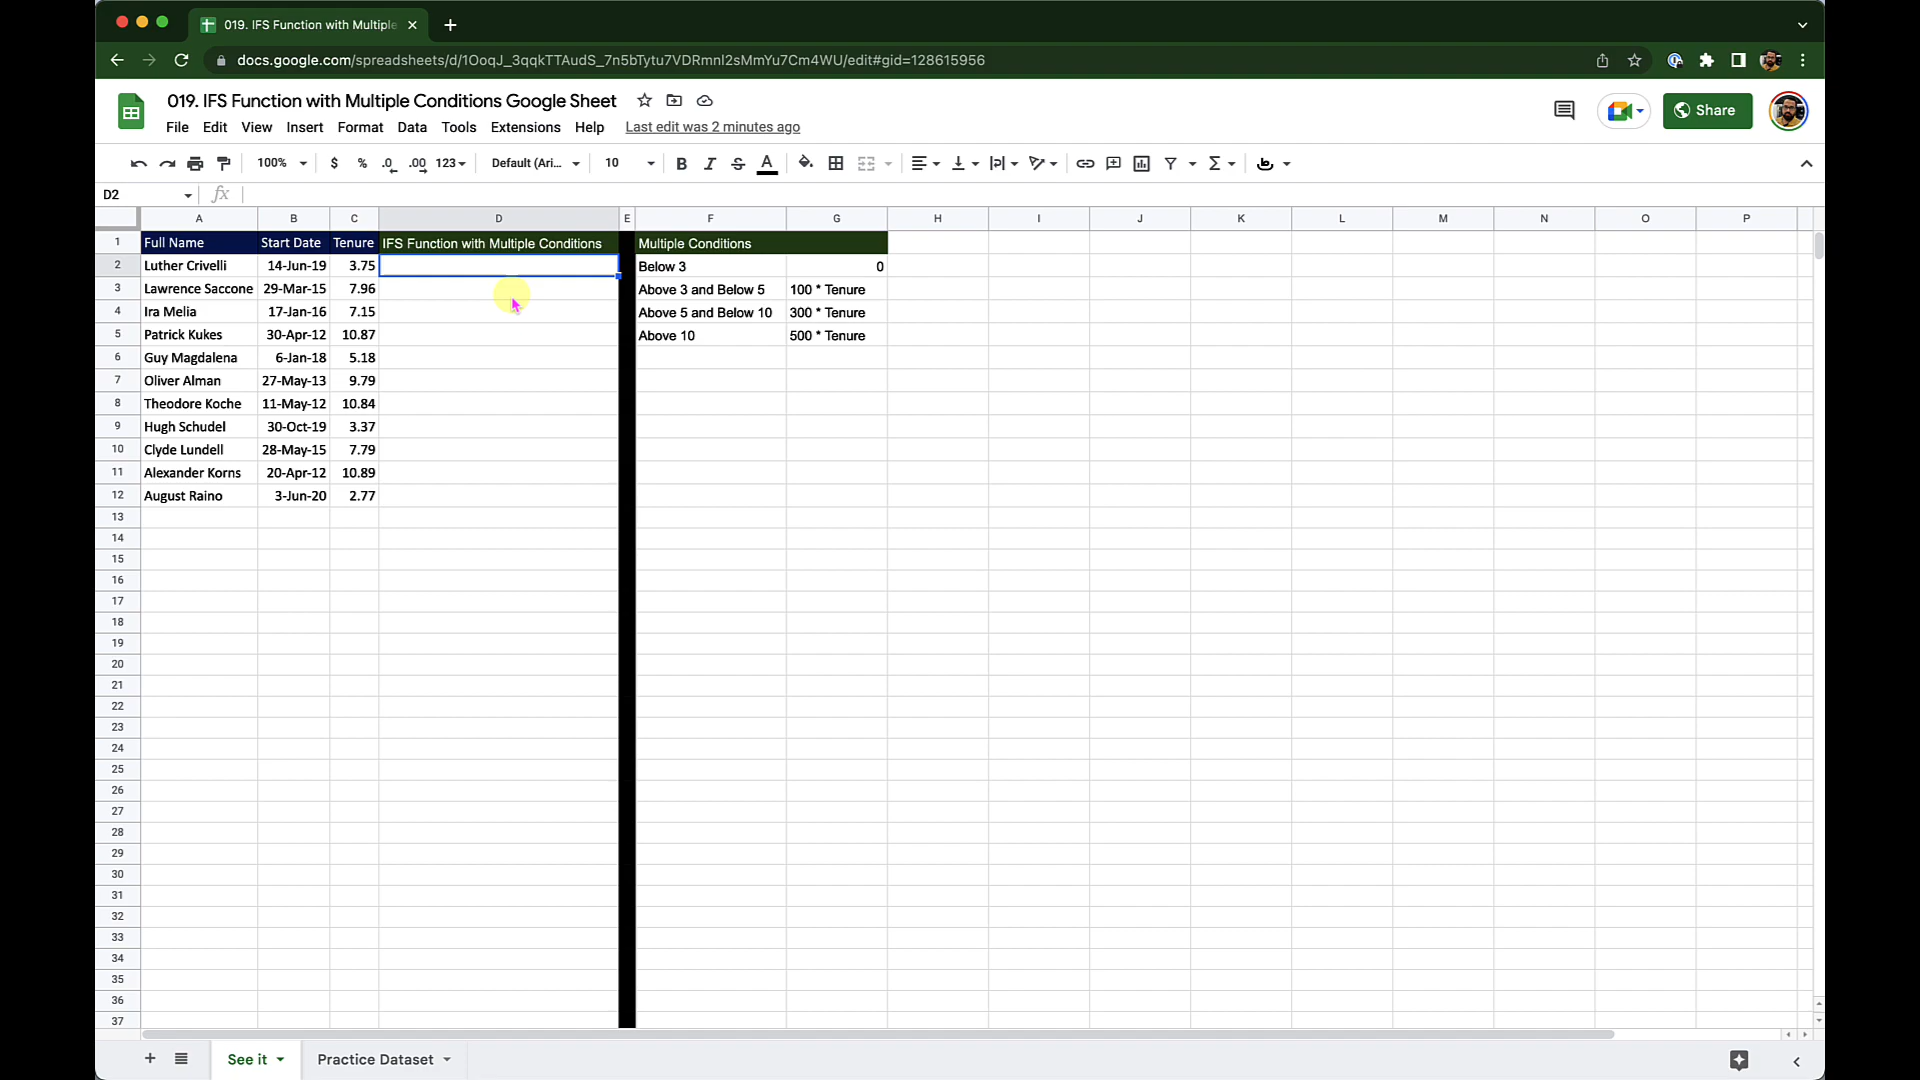 019. IFS Function with Multiple
docs.google.com/spreadsheets/d/1OoqJ_3qqkTTAudS_7n5bTytu7VDRmnI2sMmYu7Cm4WU/edit#gid=128615956
019. IFS Function with Multiple Conditions Google Sheet
Share
File Edit View Insert Format Data Tools Extensions Help Last edit was 2 minutes ago
100% $ % .0 .00 123 Default (Ari... 10 B I S A
D2 fx
A B C D E F G H I J K L M N O P
1 Full Name Start Date Tenure IFS Function with Multiple Conditions Multiple Conditions
2 Luther Crivelli 14-Jun-19 3.75 Below 3 0
3 Lawrence Saccone 29-Mar-15 7.96 Above 3 and Below 5 100 * Tenure
4 Ira Melia 17-Jan-16 7.15 Above 5 and Below 10 300 * Tenure
5 Patrick Kukes 30-Apr-12 10.87 Above 10 500 * Tenure
6 Guy Magdalena 6-Jan-18 5.18
7 Oliver Alman 27-May-13 9.79
8 Theodore Koche 11-May-12 10.84
9 Hugh Schudel 30-Oct-19 3.37
10 Clyde Lundell 28-May-15 7.79
11 Alexander Korns 20-Apr-12 10.89
12 August Raino 3-Jun-20 2.77
13
14
15
16
17
18
19
20
21
22
23
24
25
26
27
28
29
30
31
32
33
34
35
36
37
See it Practice Dataset